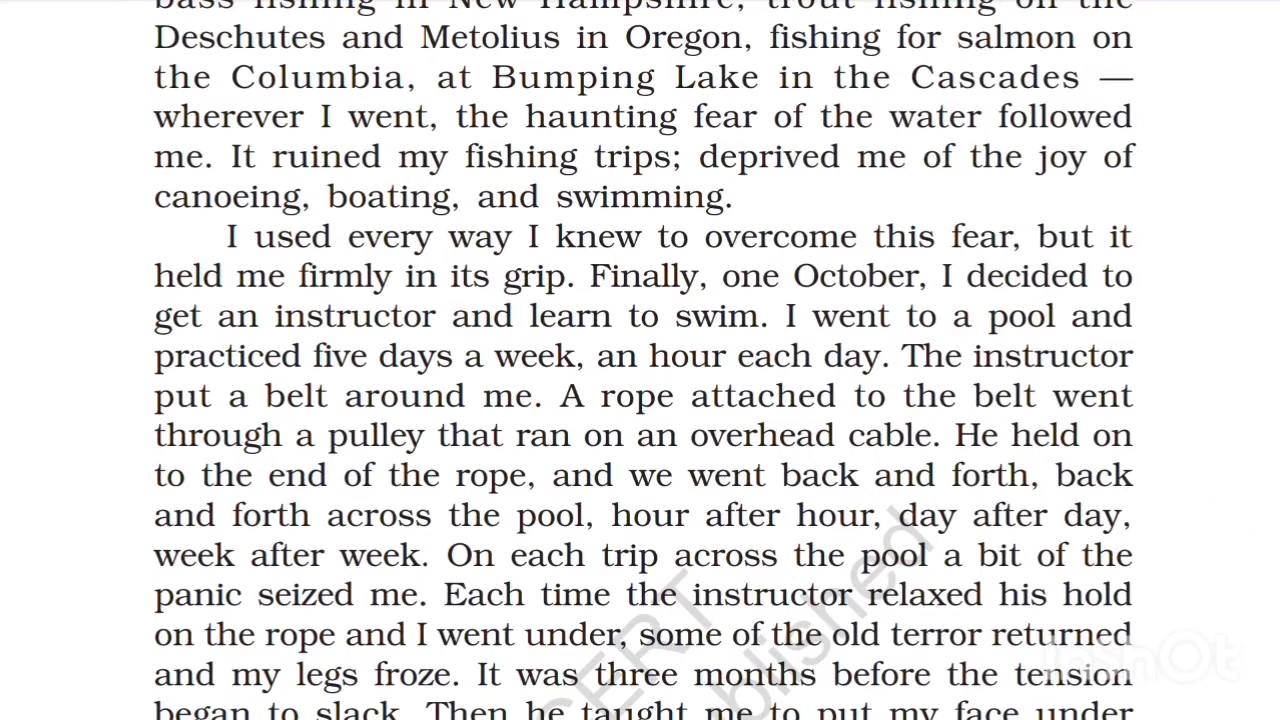 bass fishing in New Hampshire; trout fishing on the
Deschutes and Metolius in Oregon, fishing for salmon on
the Columbia, at Bumping Lake in the Cascades —
wherever I went, the haunting fear of the water followed
me. It ruined my fishing trips; deprived me of the joy of
canoeing, boating, and swimming.
I used every way I knew to overcome this fear, but it
held me firmly in its grip. Finally, one October, I decided to
get an instructor and learn to swim. I went to a pool and
practiced five days a week, an hour each day. The instructor
put a belt around me. A rope attached to the belt went
through a pulley that ran on an overhead cable. He held on
to the end of the rope, and we went back and forth, back
and forth across the pool, hour after hour, day after day,
week after week. On each trip across the pool a bit of the
panic seized me. Each time the instructor relaxed his hold
on the rope and I went under, some of the old terror returned
and my legs froze. It was three months before the tension
began to slack. Then he taught me to put my face under
InShOt